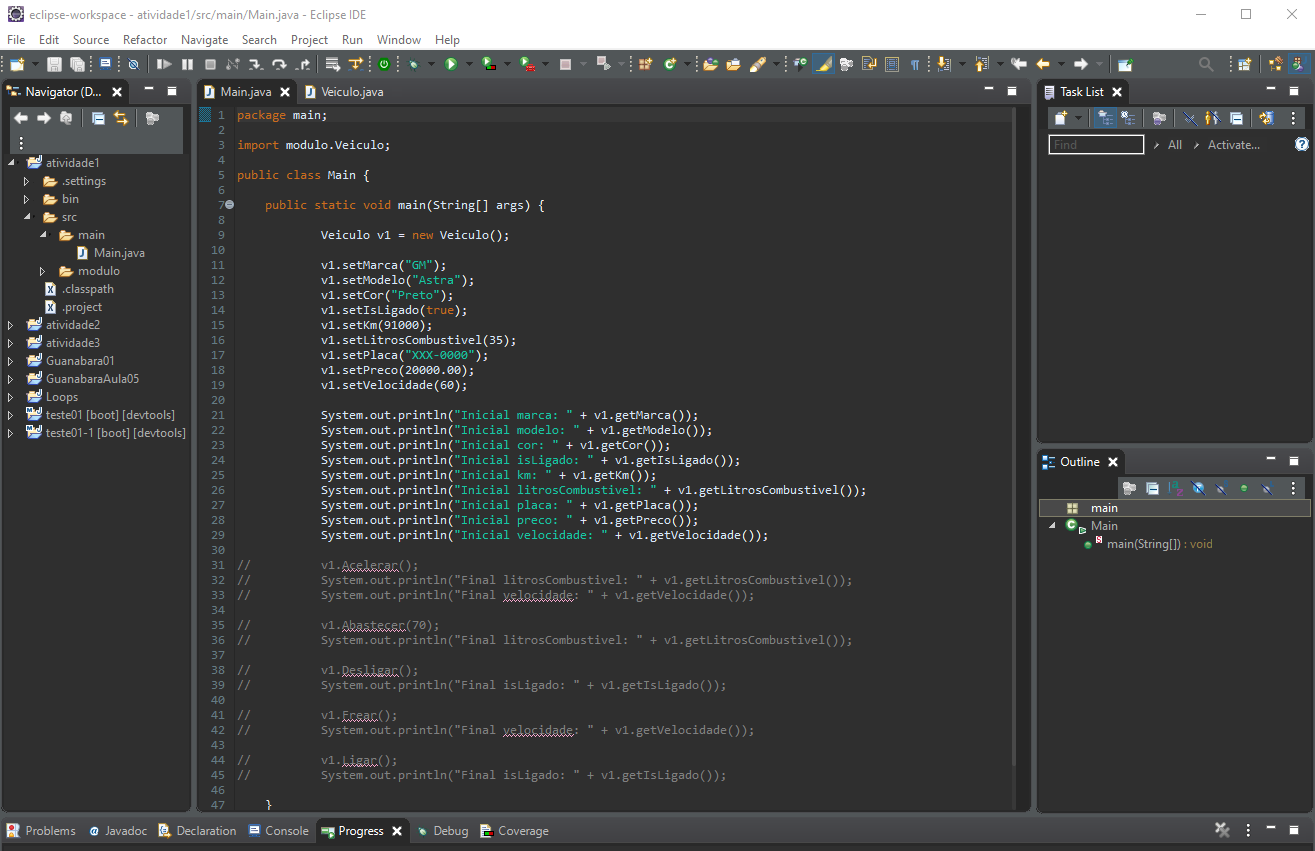 eclipse-workspace - atividade1/src/main/Main.java - Eclipse IDE
File Edit Source Refactor Navigate Search Project Run Window Help
Navigator (D...
atividade1
.settings
bin
src
main
Main.java
modulo
.classpath
.project
atividade2
atividade3
Guanabara01
GuanabaraAula05
Loops
teste01 [boot] [devtools]
teste01-1 [boot] [devtools]
Main.java Veiculo.java
1 package main;
2
3 import modulo.Veiculo;
4
5 public class Main {
6
7 public static void main(String[] args) {
8
9 Veiculo v1 = new Veiculo();
10
11 v1.setMarca("GM");
12 v1.setModelo("Astra");
13 v1.setCor("Preto");
14 v1.setIsLigado(true);
15 v1.setKm(91000);
16 v1.setLitrosCombustivel(35);
17 v1.setPlaca("XXX-0000");
18 v1.setPreco(20000.00);
19 v1.setVelocidade(60);
20
21 System.out.println("Inicial marca: " + v1.getMarca());
22 System.out.println("Inicial modelo: " + v1.getModelo());
23 System.out.println("Inicial cor: " + v1.getCor());
24 System.out.println("Inicial isLigado: " + v1.getIsLigado());
25 System.out.println("Inicial km: " + v1.getKm());
26 System.out.println("Inicial litrosCombustivel: " + v1.getLitrosCombustivel());
27 System.out.println("Inicial placa: " + v1.getPlaca());
28 System.out.println("Inicial preco: " + v1.getPreco());
29 System.out.println("Inicial velocidade: " + v1.getVelocidade());
30
31 // v1.Acelerar();
32 // System.out.println("Final litrosCombustivel: " + v1.getLitrosCombustivel());
33 // System.out.println("Final velocidade: " + v1.getVelocidade());
34
35 // v1.Abastecer(70);
36 // System.out.println("Final litrosCombustivel: " + v1.getLitrosCombustivel());
37
38 // v1.Desligar();
39 // System.out.println("Final isLigado: " + v1.getIsLigado());
40
41 // v1.Frear();
42 // System.out.println("Final velocidade: " + v1.getVelocidade());
43
44 // v1.Ligar();
45 // System.out.println("Final isLigado: " + v1.getIsLigado());
46
47 }
Task List
Find All Activate...
Outline
main
Main
main(String[]) : void
Problems Javadoc Declaration Console Progress Debug Coverage